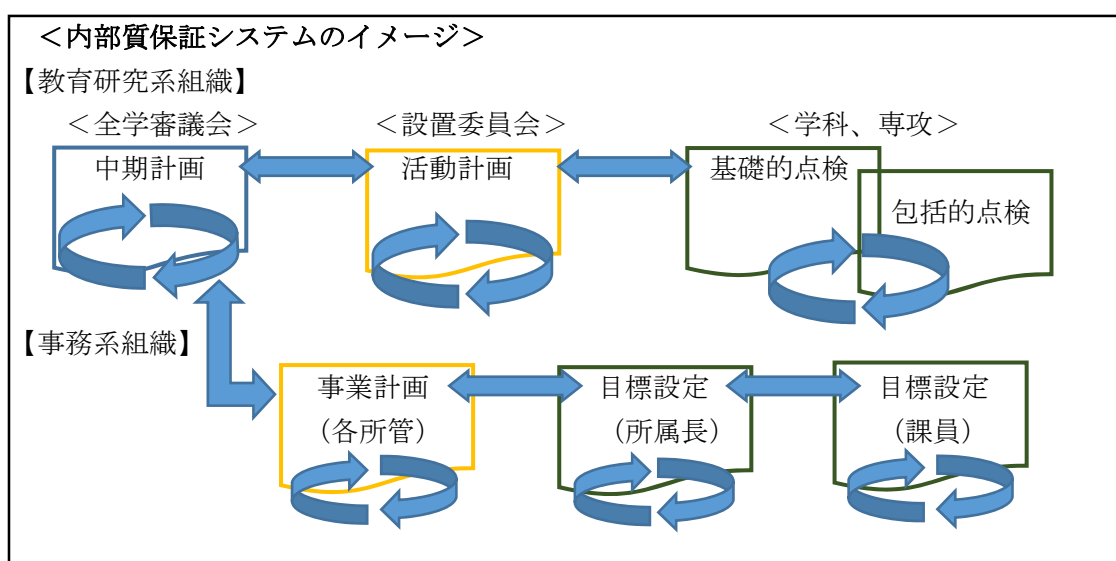 ＜内部質保証システムのイメージ＞
【教育研究系組織】
＜全学審議会＞ ＜設置委員会＞ ＜学科、専攻＞
中期計画 活動計画 基礎的点検
包括的点検
【事務系組織】
事業計画 目標設定 目標設定
（各所管） （所属長） （課員）